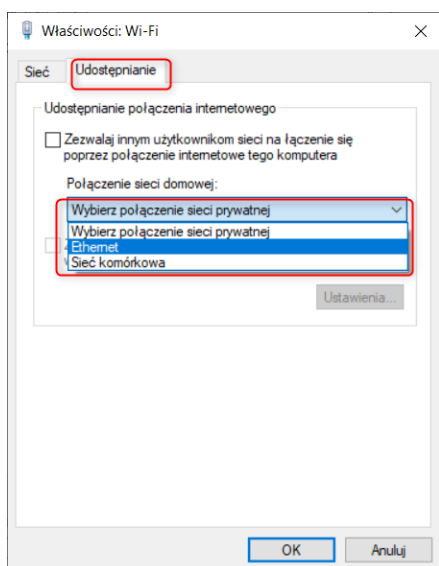 Właściwości: Wi-Fi
Sieć
Udostępnianie
Udostępnianie połączenia internetowego
Zezwalaj innym użytkownikom sieci na łączenie się
poprzez połączenie internetowe tego komputera
Połączenie sieci domowej:
Wybierz połączenie sieci prywatnej
Wybierz połączenie sieci prywatnej
Ethernet
Sieć komórkowa
Ustawienia...
OK
Anuluj